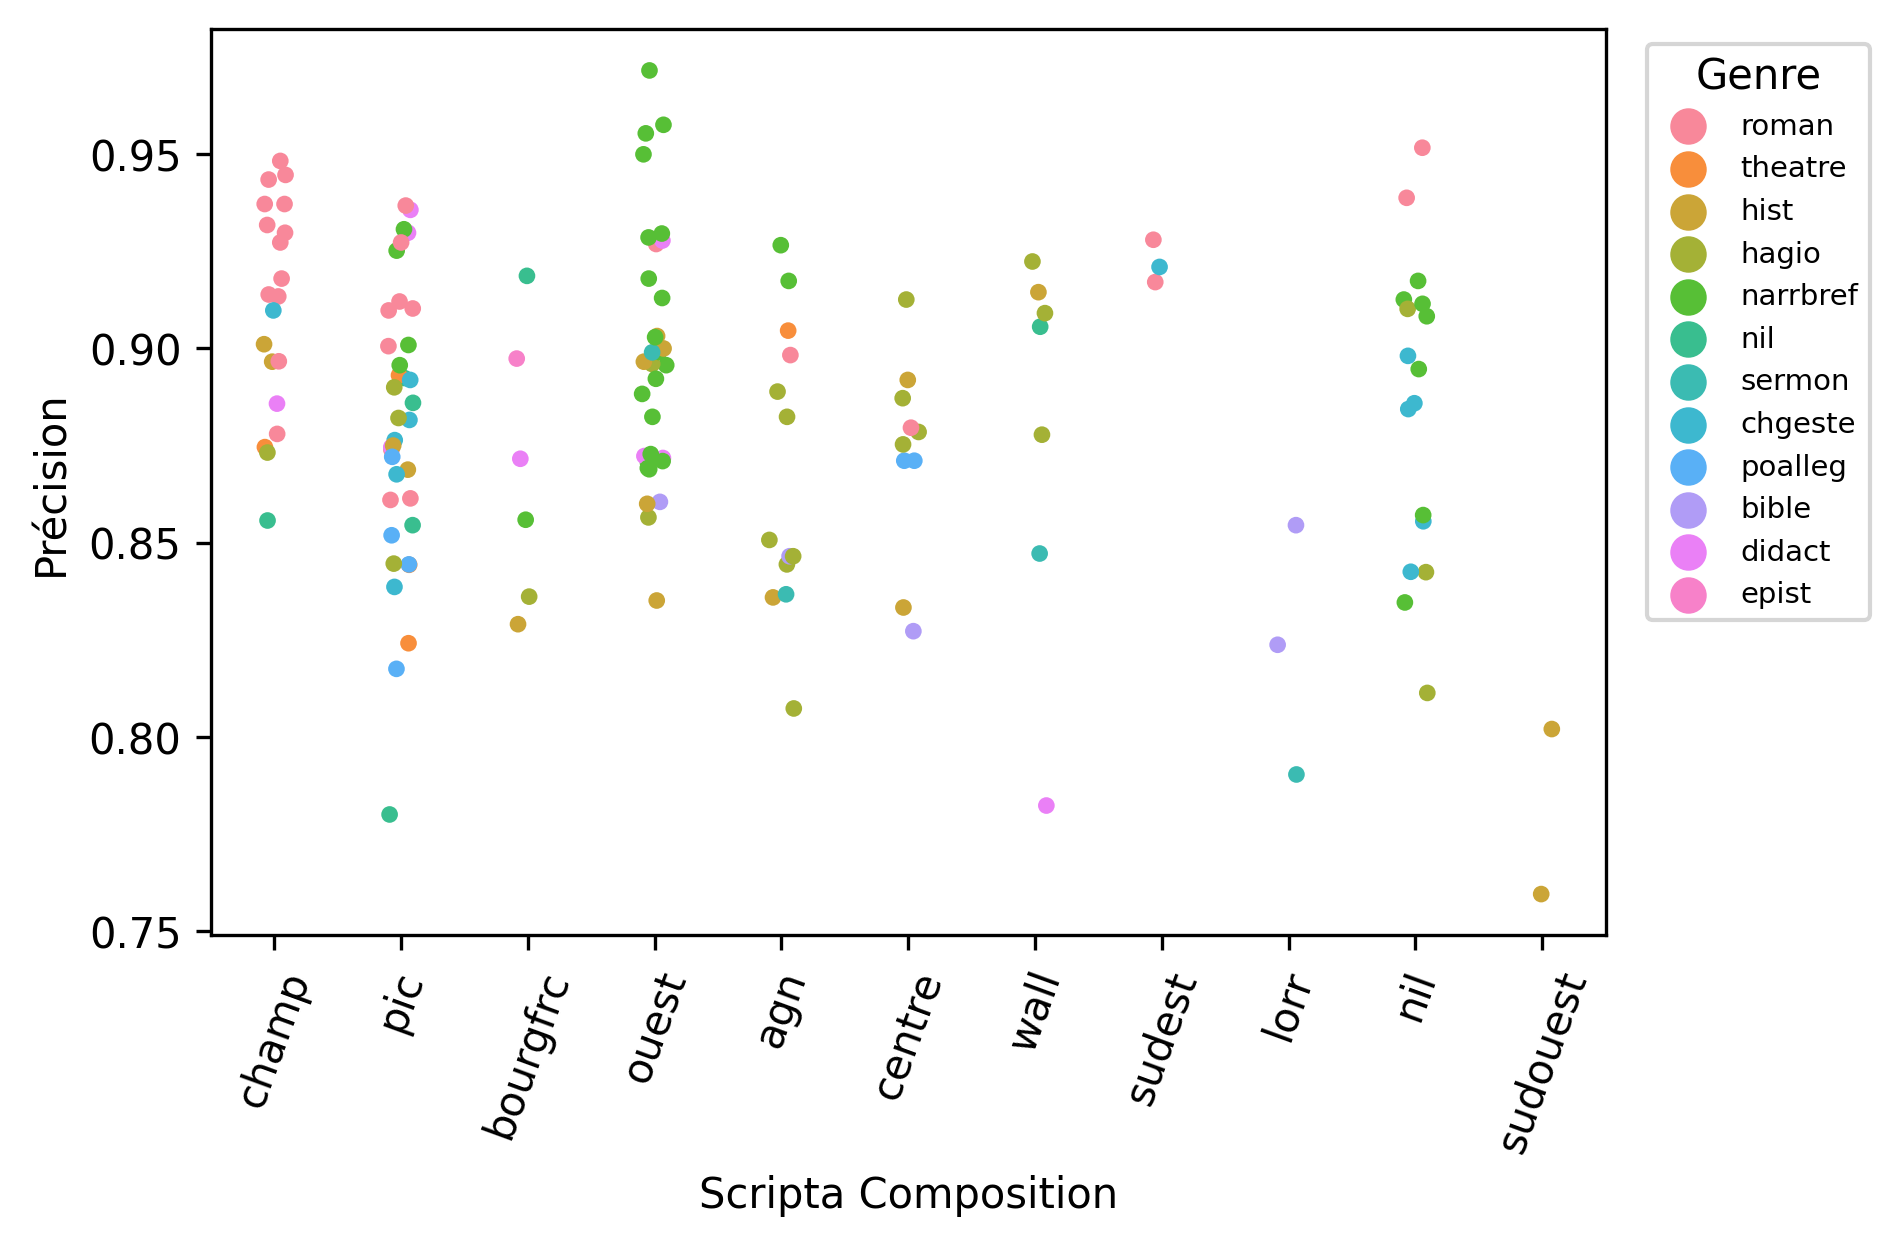 Genre
roman
theatre
hist
hagio
narrbref
nil
sermon
chgeste
poalleg
bible
didact
epist
Précision
0.95
0.90
0.85
0.80
0.75
champ
pic
bourgfrc
ouest
agn
centre
wall
sudest
lorr
nil
sudouest
Scripta Composition